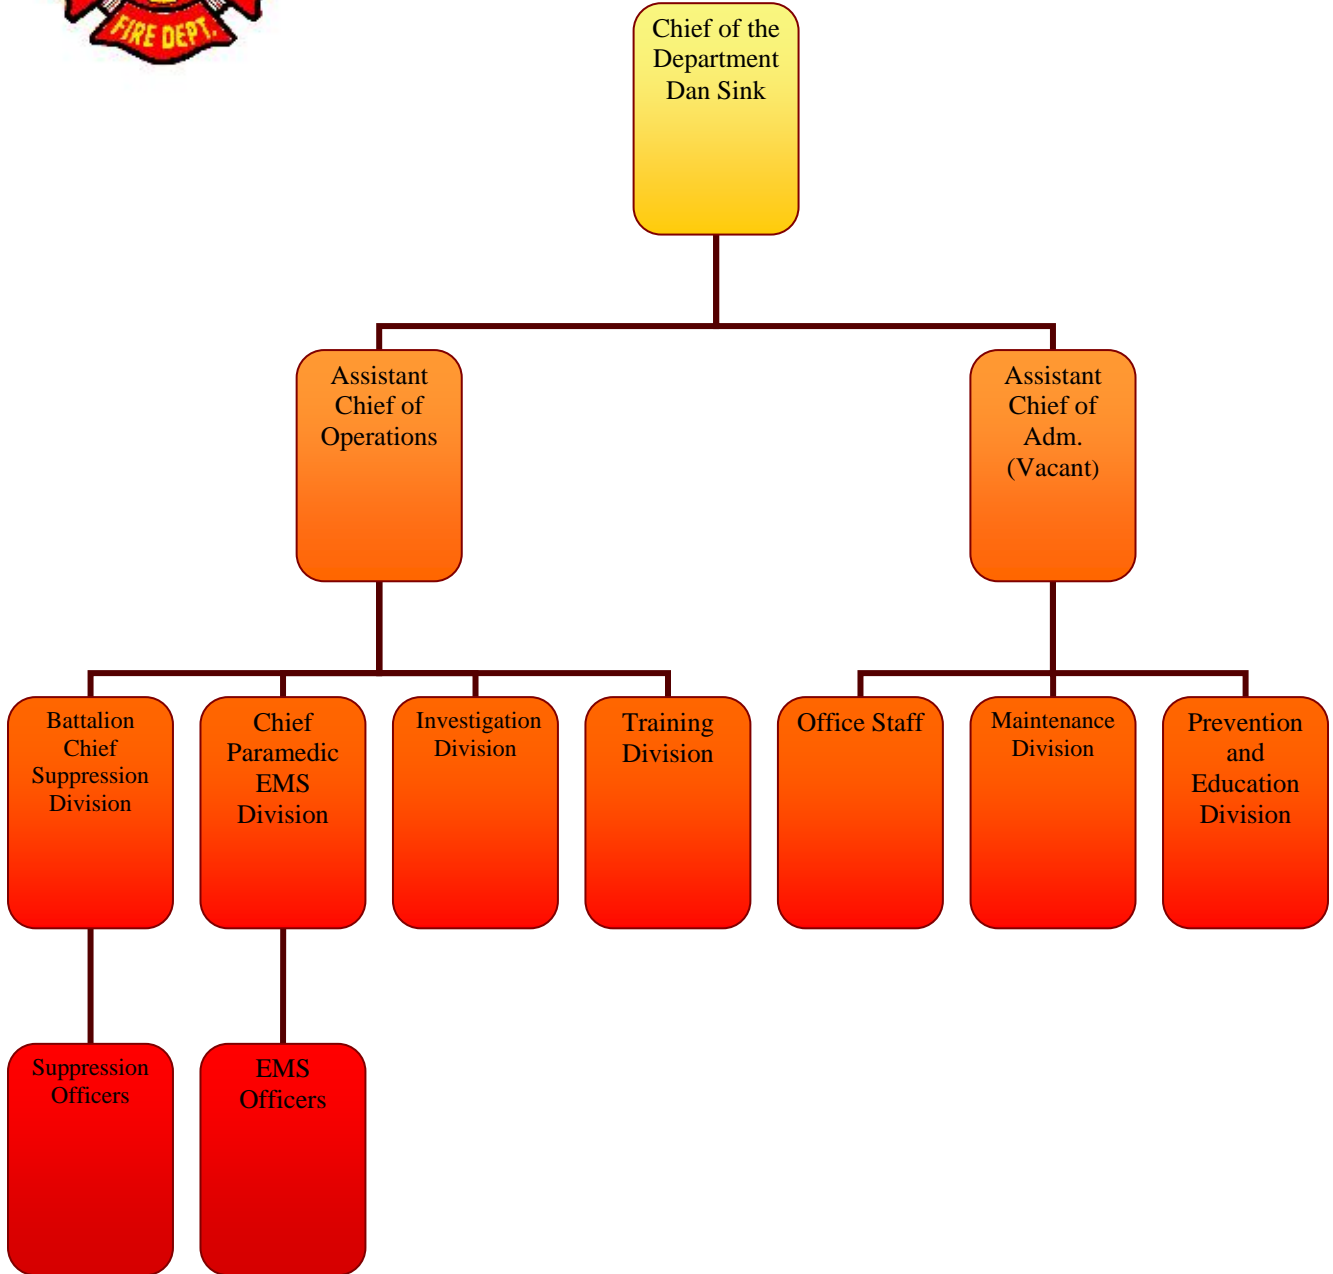 FIRE DEPT.
Chief of the
Department
Dan Sink
Assistant
Chief of
Operations
Assistant
Chief of
Adm.
(Vacant)
Battalion
Chief
Suppression
Division
Chief
Paramedic
EMS
Division
Investigation
Division
Training
Division
Office Staff
Maintenance
Division
Prevention
and
Education
Division
Suppression
Officers
EMS
Officers